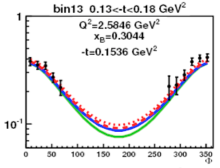 bin13 0.13<-t<0.18 GeV²
1
Q²=2.5846 GeV²
x_B=0.3044
-t=0.1536 GeV²
10⁻¹
0 50 100 150 200 250 300 350